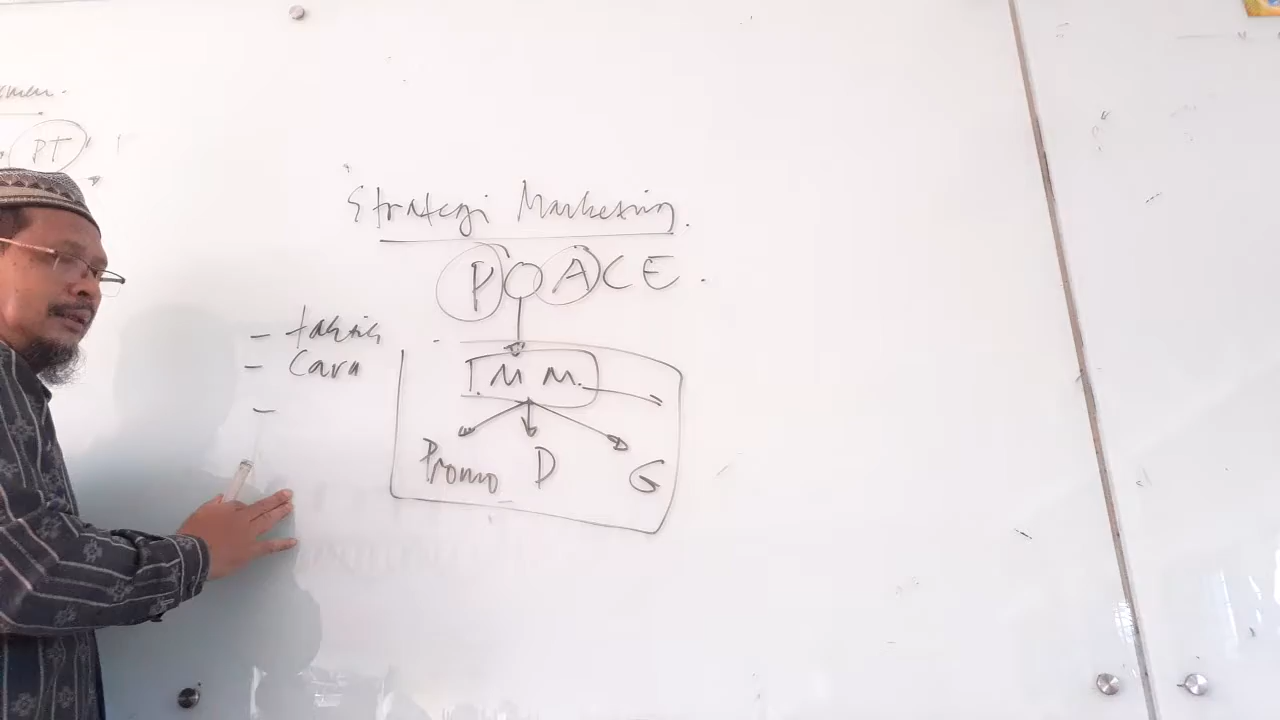 PT
Strategi Marketing.
POACE.
- taktik
- Cara
-
M M.
Promo D G